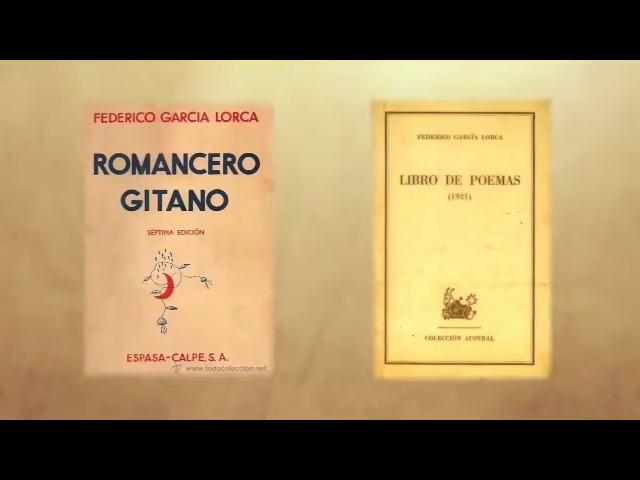 FEDERICO GARCIA LORCA
ROMANCERO
GITANO
SÉPTIMA EDICIÓN
ESPASA-CALPE, S. A.
www.todocoleccion.net
FEDERICO GARCÍA LORCA
LIBRO DE POEMAS
(1921)
COLECCIÓN AUSTRAL